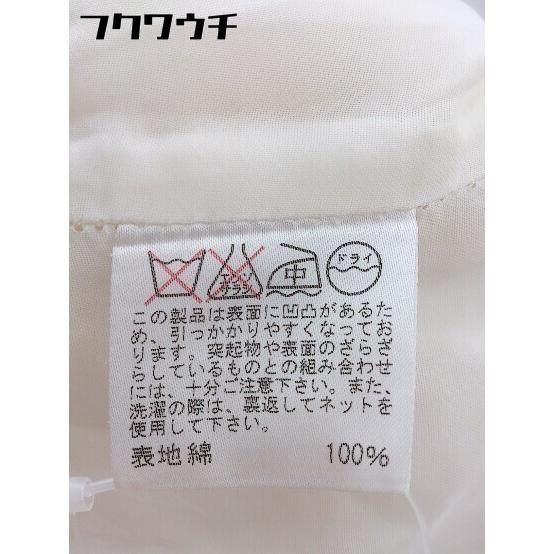 フクワウチ
エンソ
サラシ
中
ドライ
この製品は表面に凹凸があるた
め、引っかかりやすくなってお
ります。突起物や表面のざらざ
らしているものとの組み合わせ
には、十分ご注意下さい。また、
洗濯の際は、裏返してネットを
使用して下さい。
表地綿 100%